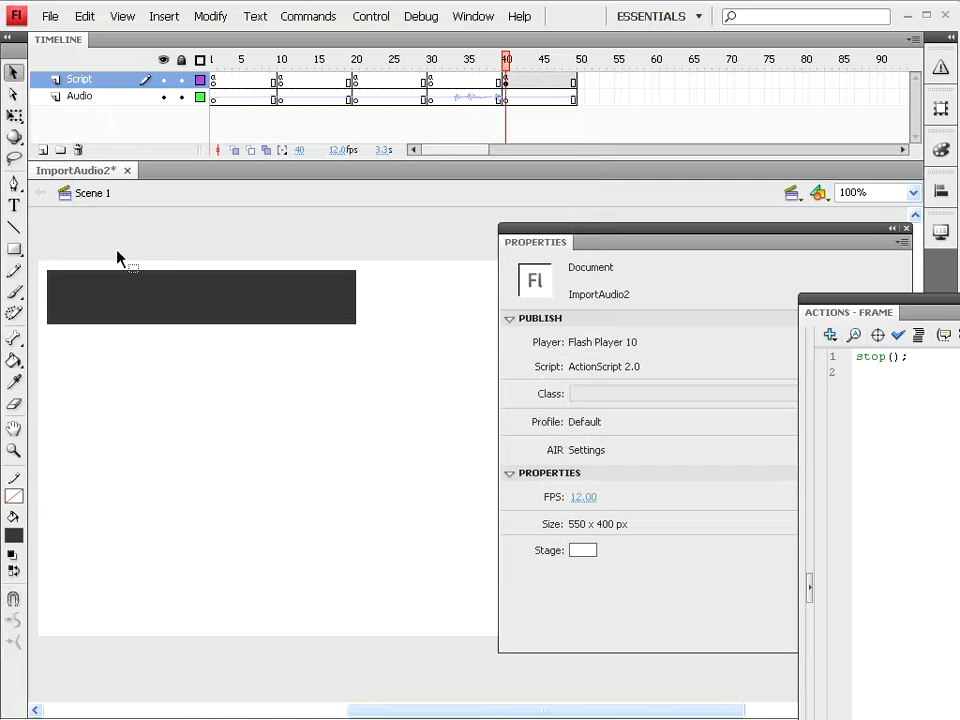 Fl File Edit View Insert Modify Text Commands Control Debug Window Help ESSENTIALS
TIMELINE
5 10 15 20 25 30 35 40 45 50 55 60 65 70 75 80 85 90
Script
Audio
40 12.0fps 3.3s
ImportAudio2*
Scene 1 100%
PROPERTIES
Fl
Document
ImportAudio2
PUBLISH
Player: Flash Player 10
Script: ActionScript 2.0
Class:
Profile: Default
AIR Settings
PROPERTIES
FPS: 12.00
Size: 550 x 400 px
Stage:
ACTIONS - FRAME
1 stop();
2